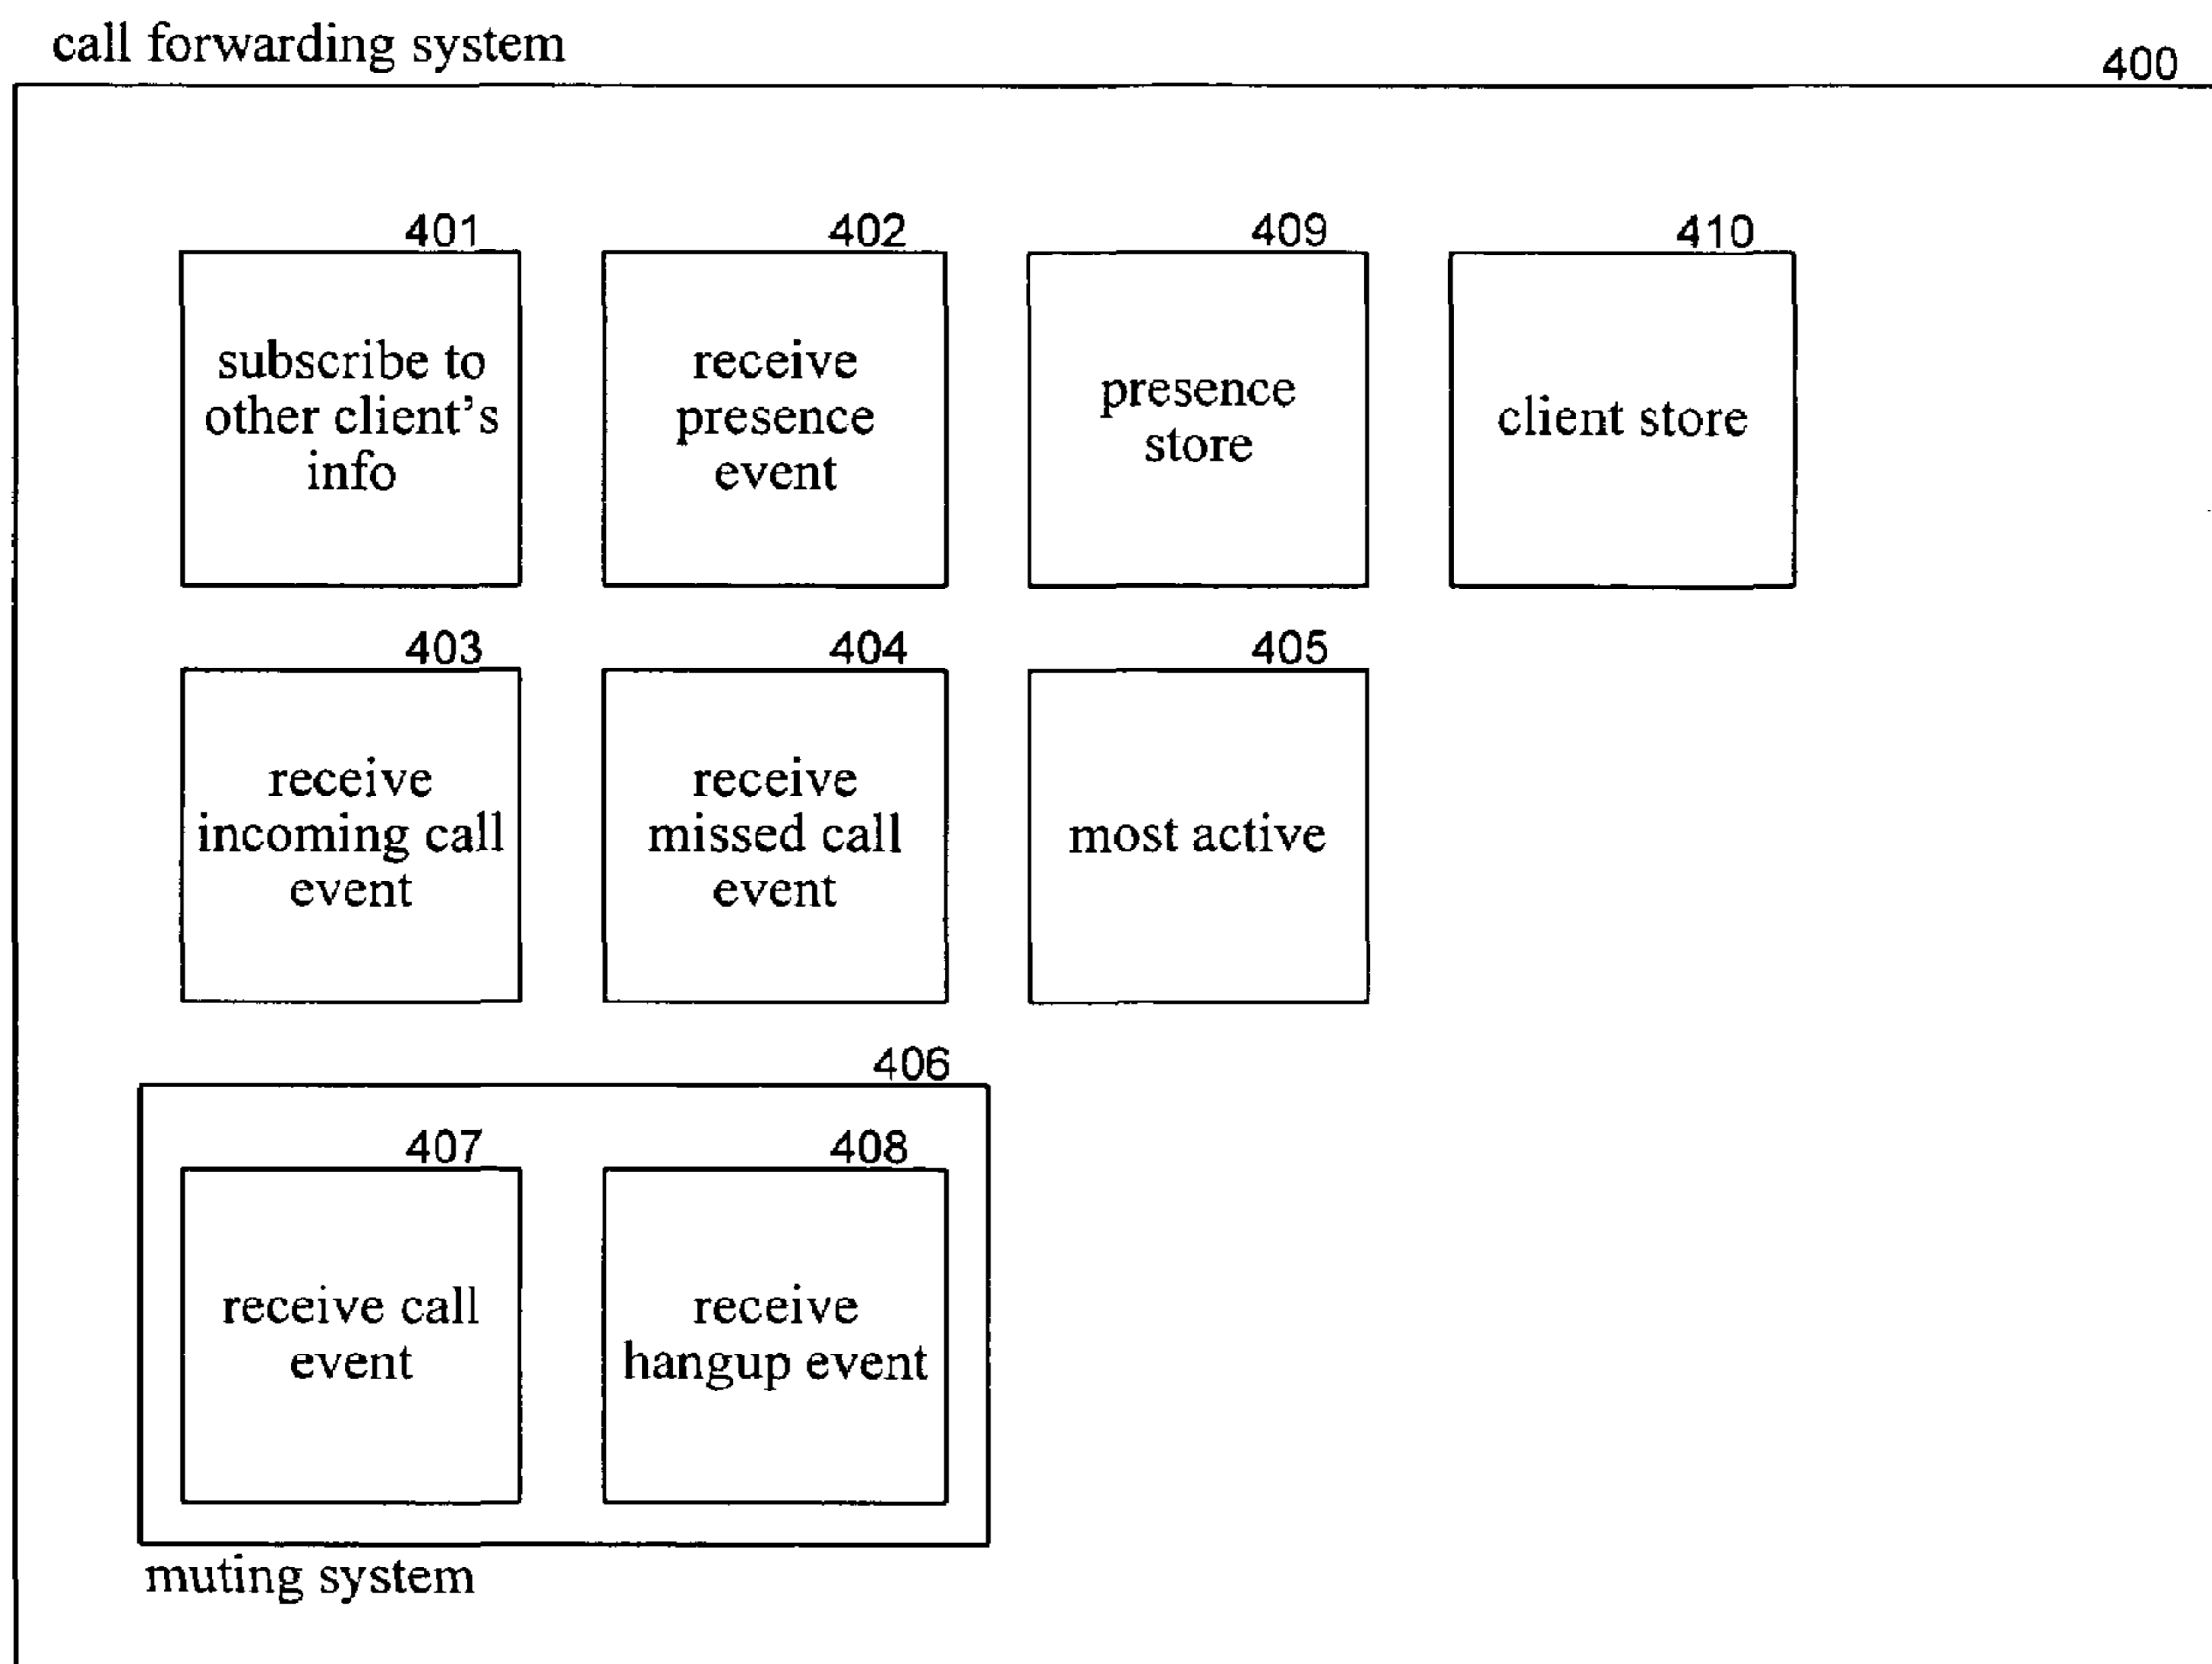 call forwarding system
400
401
subscribe to
other client's
info
402
receive
presence
event
409
presence
store
410
client store
403
receive
incoming call
event
404
receive
missed call
event
405
most active
406
407
receive call
event
408
receive
hangup event
muting system